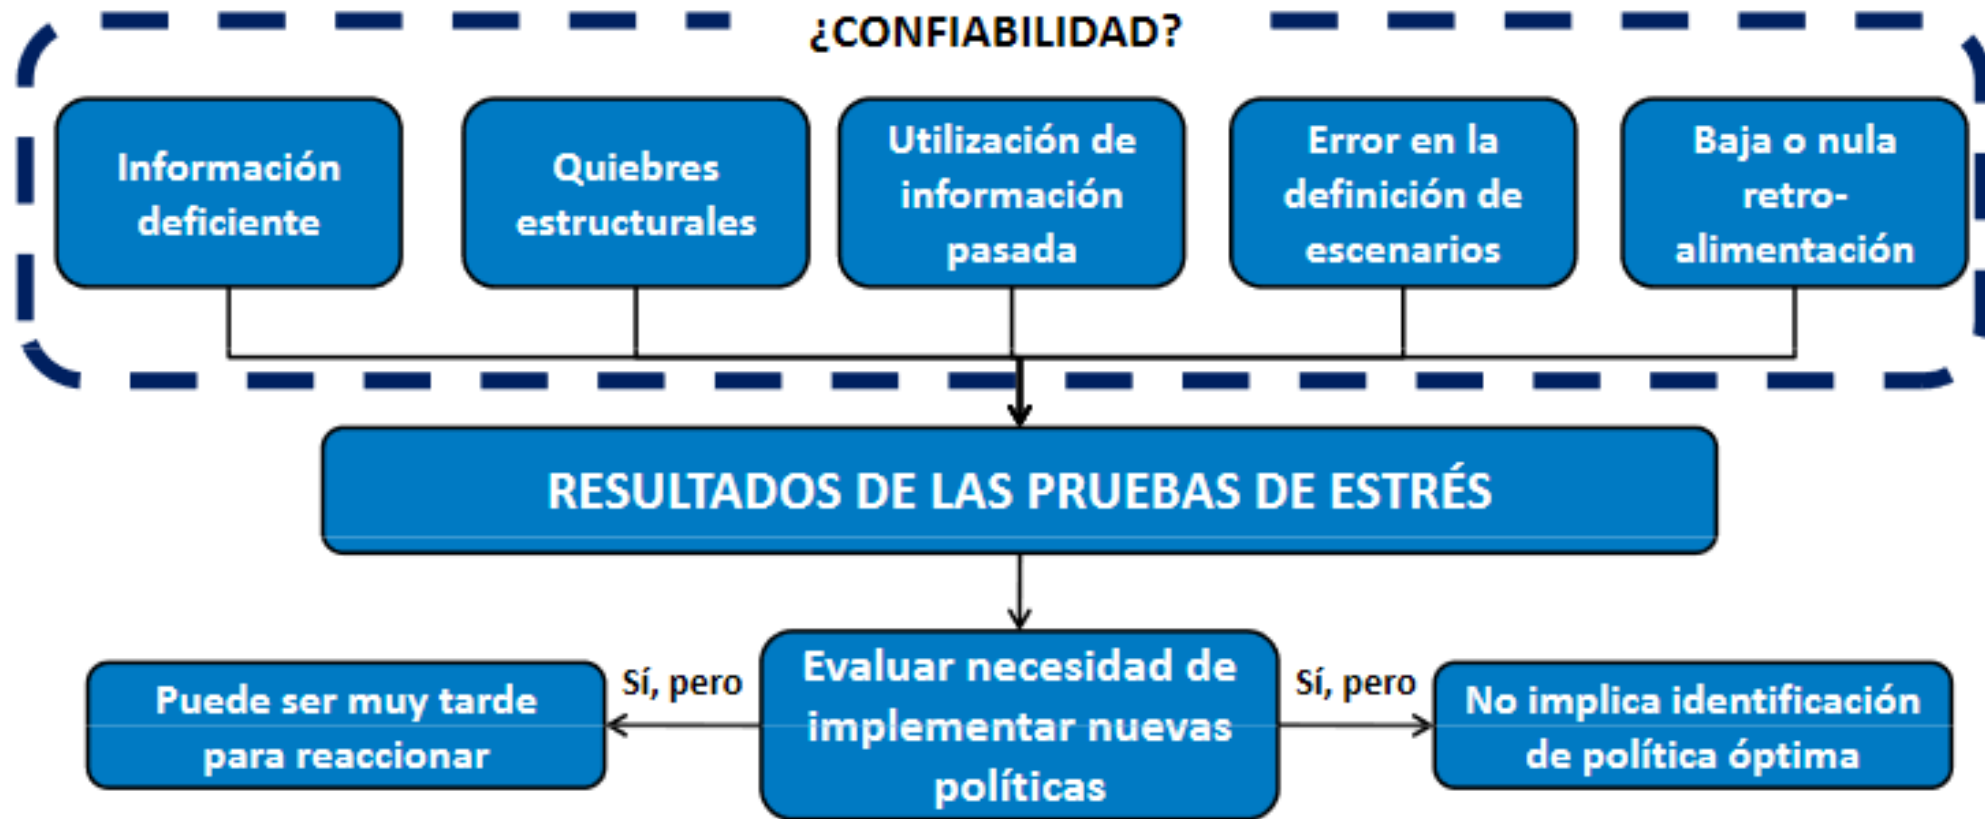 ¿CONFIABILIDAD?
Información
deficiente
Quiebres
estructurales
Utilización de
información
pasada
Error en la
definición de
escenarios
Baja o nula
retro-
alimentación
RESULTADOS DE LAS PRUEBAS DE ESTRÉS
Puede ser muy tarde
para reaccionar
Sí, pero
Evaluar necesidad de
implementar nuevas
políticas
Sí, pero
No implica identificación
de política óptima